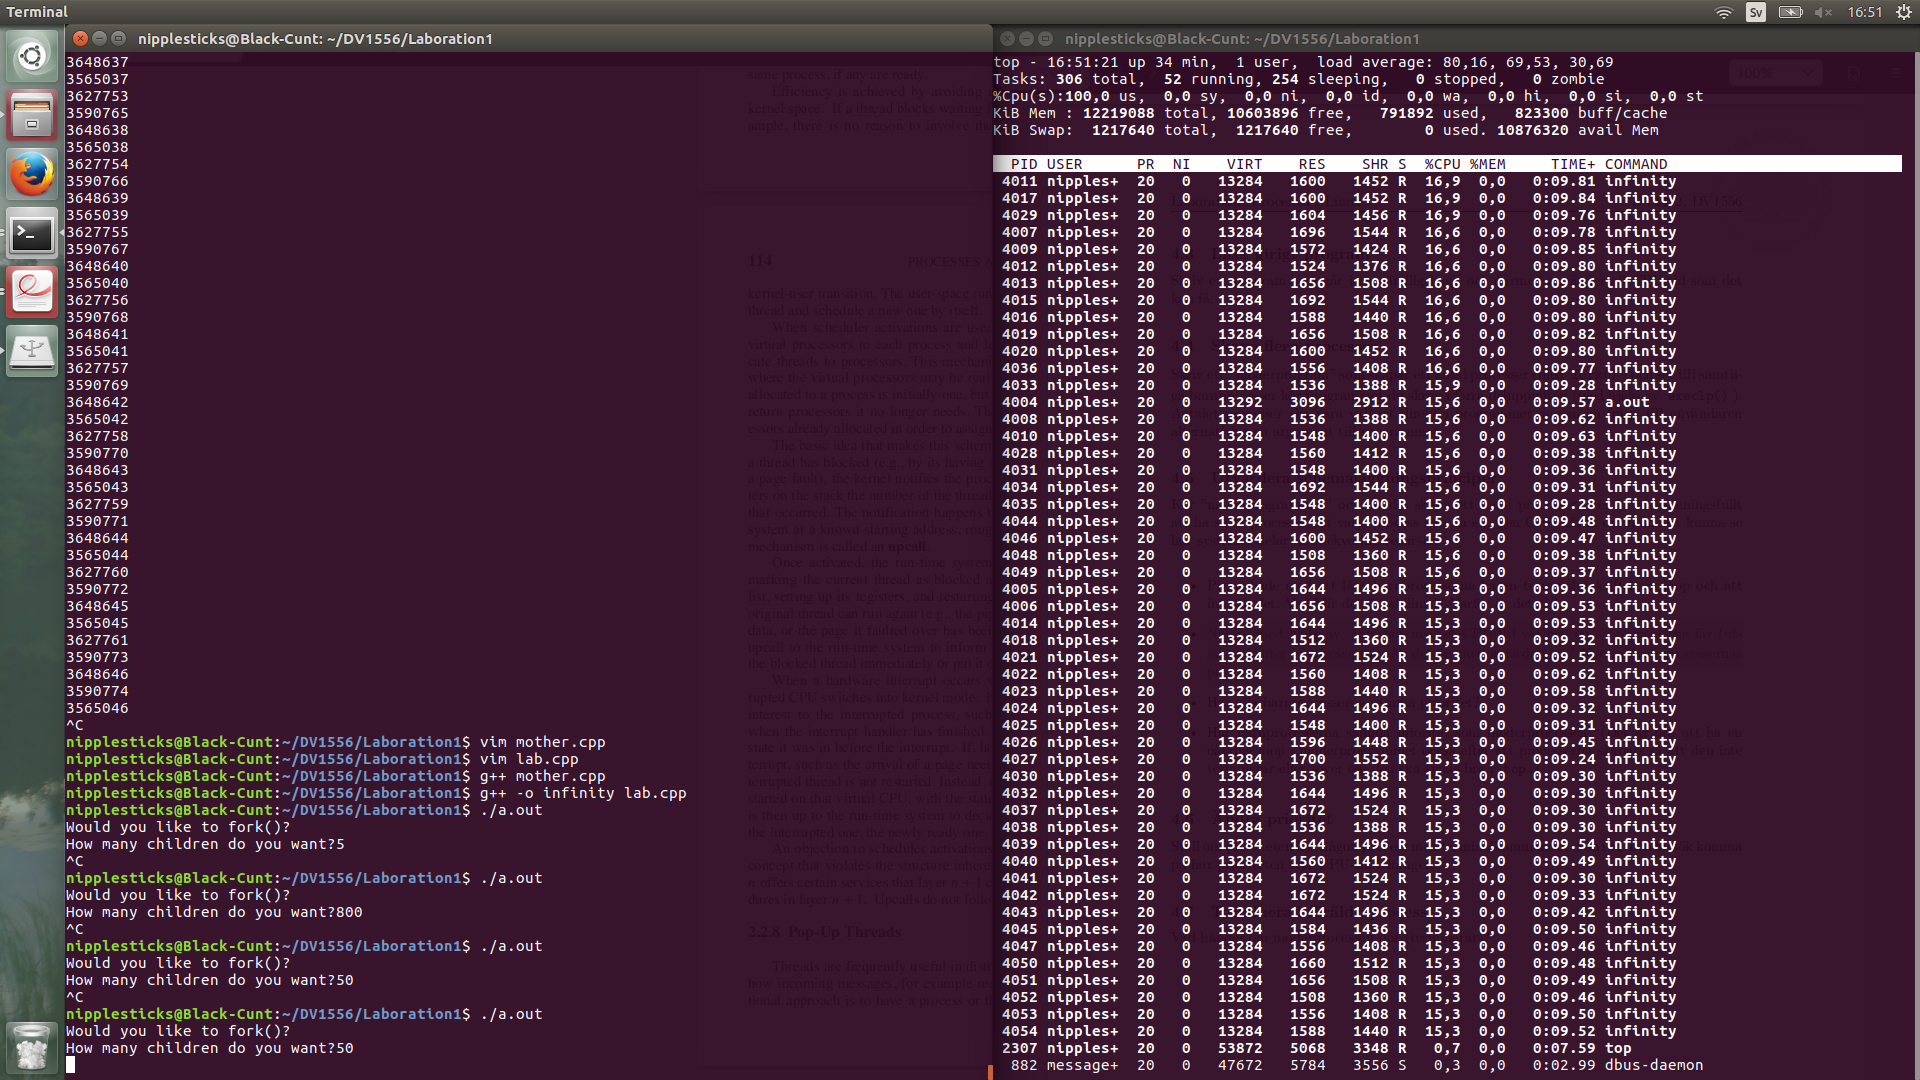 Terminal
Sv
16:51
nipplesticks@Black-Cunt: ~/DV1556/Laboration1
3648637
3565037
3627753
3590765
3648638
3565038
3627754
3590766
3648639
3565039
3627755
3590767
3648640
3565040
3627756
3590768
3648641
3565041
3627757
3590769
3648642
3565042
3627758
3590770
3648643
3565043
3627759
3590771
3648644
3565044
3627760
3590772
3648645
3565045
3627761
3590773
3648646
3590774
3565046
^C
nipplesticks@Black-Cunt:~/DV1556/Laboration1$ vim mother.cpp
nipplesticks@Black-Cunt:~/DV1556/Laboration1$ vim lab.cpp
nipplesticks@Black-Cunt:~/DV1556/Laboration1$ g++ mother.cpp
nipplesticks@Black-Cunt:~/DV1556/Laboration1$ g++ -o infinity lab.cpp
nipplesticks@Black-Cunt:~/DV1556/Laboration1$ ./a.out
Would you like to fork()?
How many children do you want?5
^C
nipplesticks@Black-Cunt:~/DV1556/Laboration1$ ./a.out
Would you like to fork()?
How many children do you want?800
^C
nipplesticks@Black-Cunt:~/DV1556/Laboration1$ ./a.out
Would you like to fork()?
How many children do you want?50
^C
nipplesticks@Black-Cunt:~/DV1556/Laboration1$ ./a.out
Would you like to fork()?
How many children do you want?50
nipplesticks@Black-Cunt: ~/DV1556/Laboration1
top - 16:51:21 up 34 min,  1 user,  load average: 80,16, 69,53, 30,69
Tasks: 306 total,  52 running, 254 sleeping,   0 stopped,   0 zombie
%Cpu(s):100,0 us,  0,0 sy,  0,0 ni,  0,0 id,  0,0 wa,  0,0 hi,  0,0 si,  0,0 st
KiB Mem : 12219088 total, 10603896 free,   791892 used,   823300 buff/cache
KiB Swap:  1217640 total,  1217640 free,        0 used. 10876320 avail Mem
PID USER PR NI VIRT RES SHR S %CPU %MEM TIME+ COMMAND
4011 nipples+ 20 0 13284 1600 1452 R 16,9 0,0 0:09.81 infinity
4017 nipples+ 20 0 13284 1600 1452 R 16,9 0,0 0:09.84 infinity
4029 nipples+ 20 0 13284 1604 1456 R 16,9 0,0 0:09.76 infinity
4007 nipples+ 20 0 13284 1696 1544 R 16,6 0,0 0:09.78 infinity
4009 nipples+ 20 0 13284 1572 1424 R 16,6 0,0 0:09.85 infinity
4012 nipples+ 20 0 13284 1524 1376 R 16,6 0,0 0:09.80 infinity
4013 nipples+ 20 0 13284 1656 1508 R 16,6 0,0 0:09.86 infinity
4015 nipples+ 20 0 13284 1692 1544 R 16,6 0,0 0:09.80 infinity
4016 nipples+ 20 0 13284 1588 1440 R 16,6 0,0 0:09.80 infinity
4019 nipples+ 20 0 13284 1656 1508 R 16,6 0,0 0:09.82 infinity
4020 nipples+ 20 0 13284 1600 1452 R 16,6 0,0 0:09.80 infinity
4036 nipples+ 20 0 13284 1556 1408 R 16,6 0,0 0:09.77 infinity
4033 nipples+ 20 0 13284 1536 1388 R 15,9 0,0 0:09.28 infinity
4004 nipples+ 20 0 13292 3096 2912 R 15,6 0,0 0:09.57 a.out
4008 nipples+ 20 0 13284 1536 1388 R 15,6 0,0 0:09.62 infinity
4010 nipples+ 20 0 13284 1548 1400 R 15,6 0,0 0:09.63 infinity
4028 nipples+ 20 0 13284 1560 1412 R 15,6 0,0 0:09.38 infinity
4031 nipples+ 20 0 13284 1548 1400 R 15,6 0,0 0:09.36 infinity
4034 nipples+ 20 0 13284 1692 1544 R 15,6 0,0 0:09.31 infinity
4035 nipples+ 20 0 13284 1548 1400 R 15,6 0,0 0:09.28 infinity
4044 nipples+ 20 0 13284 1548 1400 R 15,6 0,0 0:09.48 infinity
4046 nipples+ 20 0 13284 1600 1452 R 15,6 0,0 0:09.47 infinity
4048 nipples+ 20 0 13284 1508 1360 R 15,6 0,0 0:09.38 infinity
4049 nipples+ 20 0 13284 1656 1508 R 15,6 0,0 0:09.37 infinity
4005 nipples+ 20 0 13284 1644 1496 R 15,3 0,0 0:09.36 infinity
4006 nipples+ 20 0 13284 1656 1508 R 15,3 0,0 0:09.53 infinity
4014 nipples+ 20 0 13284 1644 1496 R 15,3 0,0 0:09.53 infinity
4018 nipples+ 20 0 13284 1512 1360 R 15,3 0,0 0:09.32 infinity
4021 nipples+ 20 0 13284 1672 1524 R 15,3 0,0 0:09.52 infinity
4022 nipples+ 20 0 13284 1560 1408 R 15,3 0,0 0:09.62 infinity
4023 nipples+ 20 0 13284 1588 1440 R 15,3 0,0 0:09.58 infinity
4024 nipples+ 20 0 13284 1644 1496 R 15,3 0,0 0:09.32 infinity
4025 nipples+ 20 0 13284 1548 1400 R 15,3 0,0 0:09.31 infinity
4026 nipples+ 20 0 13284 1596 1448 R 15,3 0,0 0:09.45 infinity
4027 nipples+ 20 0 13284 1700 1552 R 15,3 0,0 0:09.24 infinity
4030 nipples+ 20 0 13284 1536 1388 R 15,3 0,0 0:09.30 infinity
4032 nipples+ 20 0 13284 1644 1496 R 15,3 0,0 0:09.30 infinity
4037 nipples+ 20 0 13284 1672 1524 R 15,3 0,0 0:09.30 infinity
4038 nipples+ 20 0 13284 1536 1388 R 15,3 0,0 0:09.30 infinity
4039 nipples+ 20 0 13284 1644 1496 R 15,3 0,0 0:09.54 infinity
4040 nipples+ 20 0 13284 1560 1412 R 15,3 0,0 0:09.49 infinity
4041 nipples+ 20 0 13284 1672 1524 R 15,3 0,0 0:09.30 infinity
4042 nipples+ 20 0 13284 1672 1524 R 15,3 0,0 0:09.33 infinity
4043 nipples+ 20 0 13284 1644 1496 R 15,3 0,0 0:09.42 infinity
4045 nipples+ 20 0 13284 1584 1436 R 15,3 0,0 0:09.50 infinity
4047 nipples+ 20 0 13284 1556 1408 R 15,3 0,0 0:09.46 infinity
4050 nipples+ 20 0 13284 1660 1512 R 15,3 0,0 0:09.48 infinity
4051 nipples+ 20 0 13284 1656 1508 R 15,3 0,0 0:09.49 infinity
4052 nipples+ 20 0 13284 1508 1360 R 15,3 0,0 0:09.46 infinity
4053 nipples+ 20 0 13284 1556 1408 R 15,3 0,0 0:09.50 infinity
4054 nipples+ 20 0 13284 1588 1440 R 15,3 0,0 0:09.52 infinity
2307 nipples+ 20 0 53872 5068 3348 R 0,7 0,0 0:07.59 top
882 message+ 20 0 47672 5784 3556 S 0,3 0,0 0:02.99 dbus-daemon